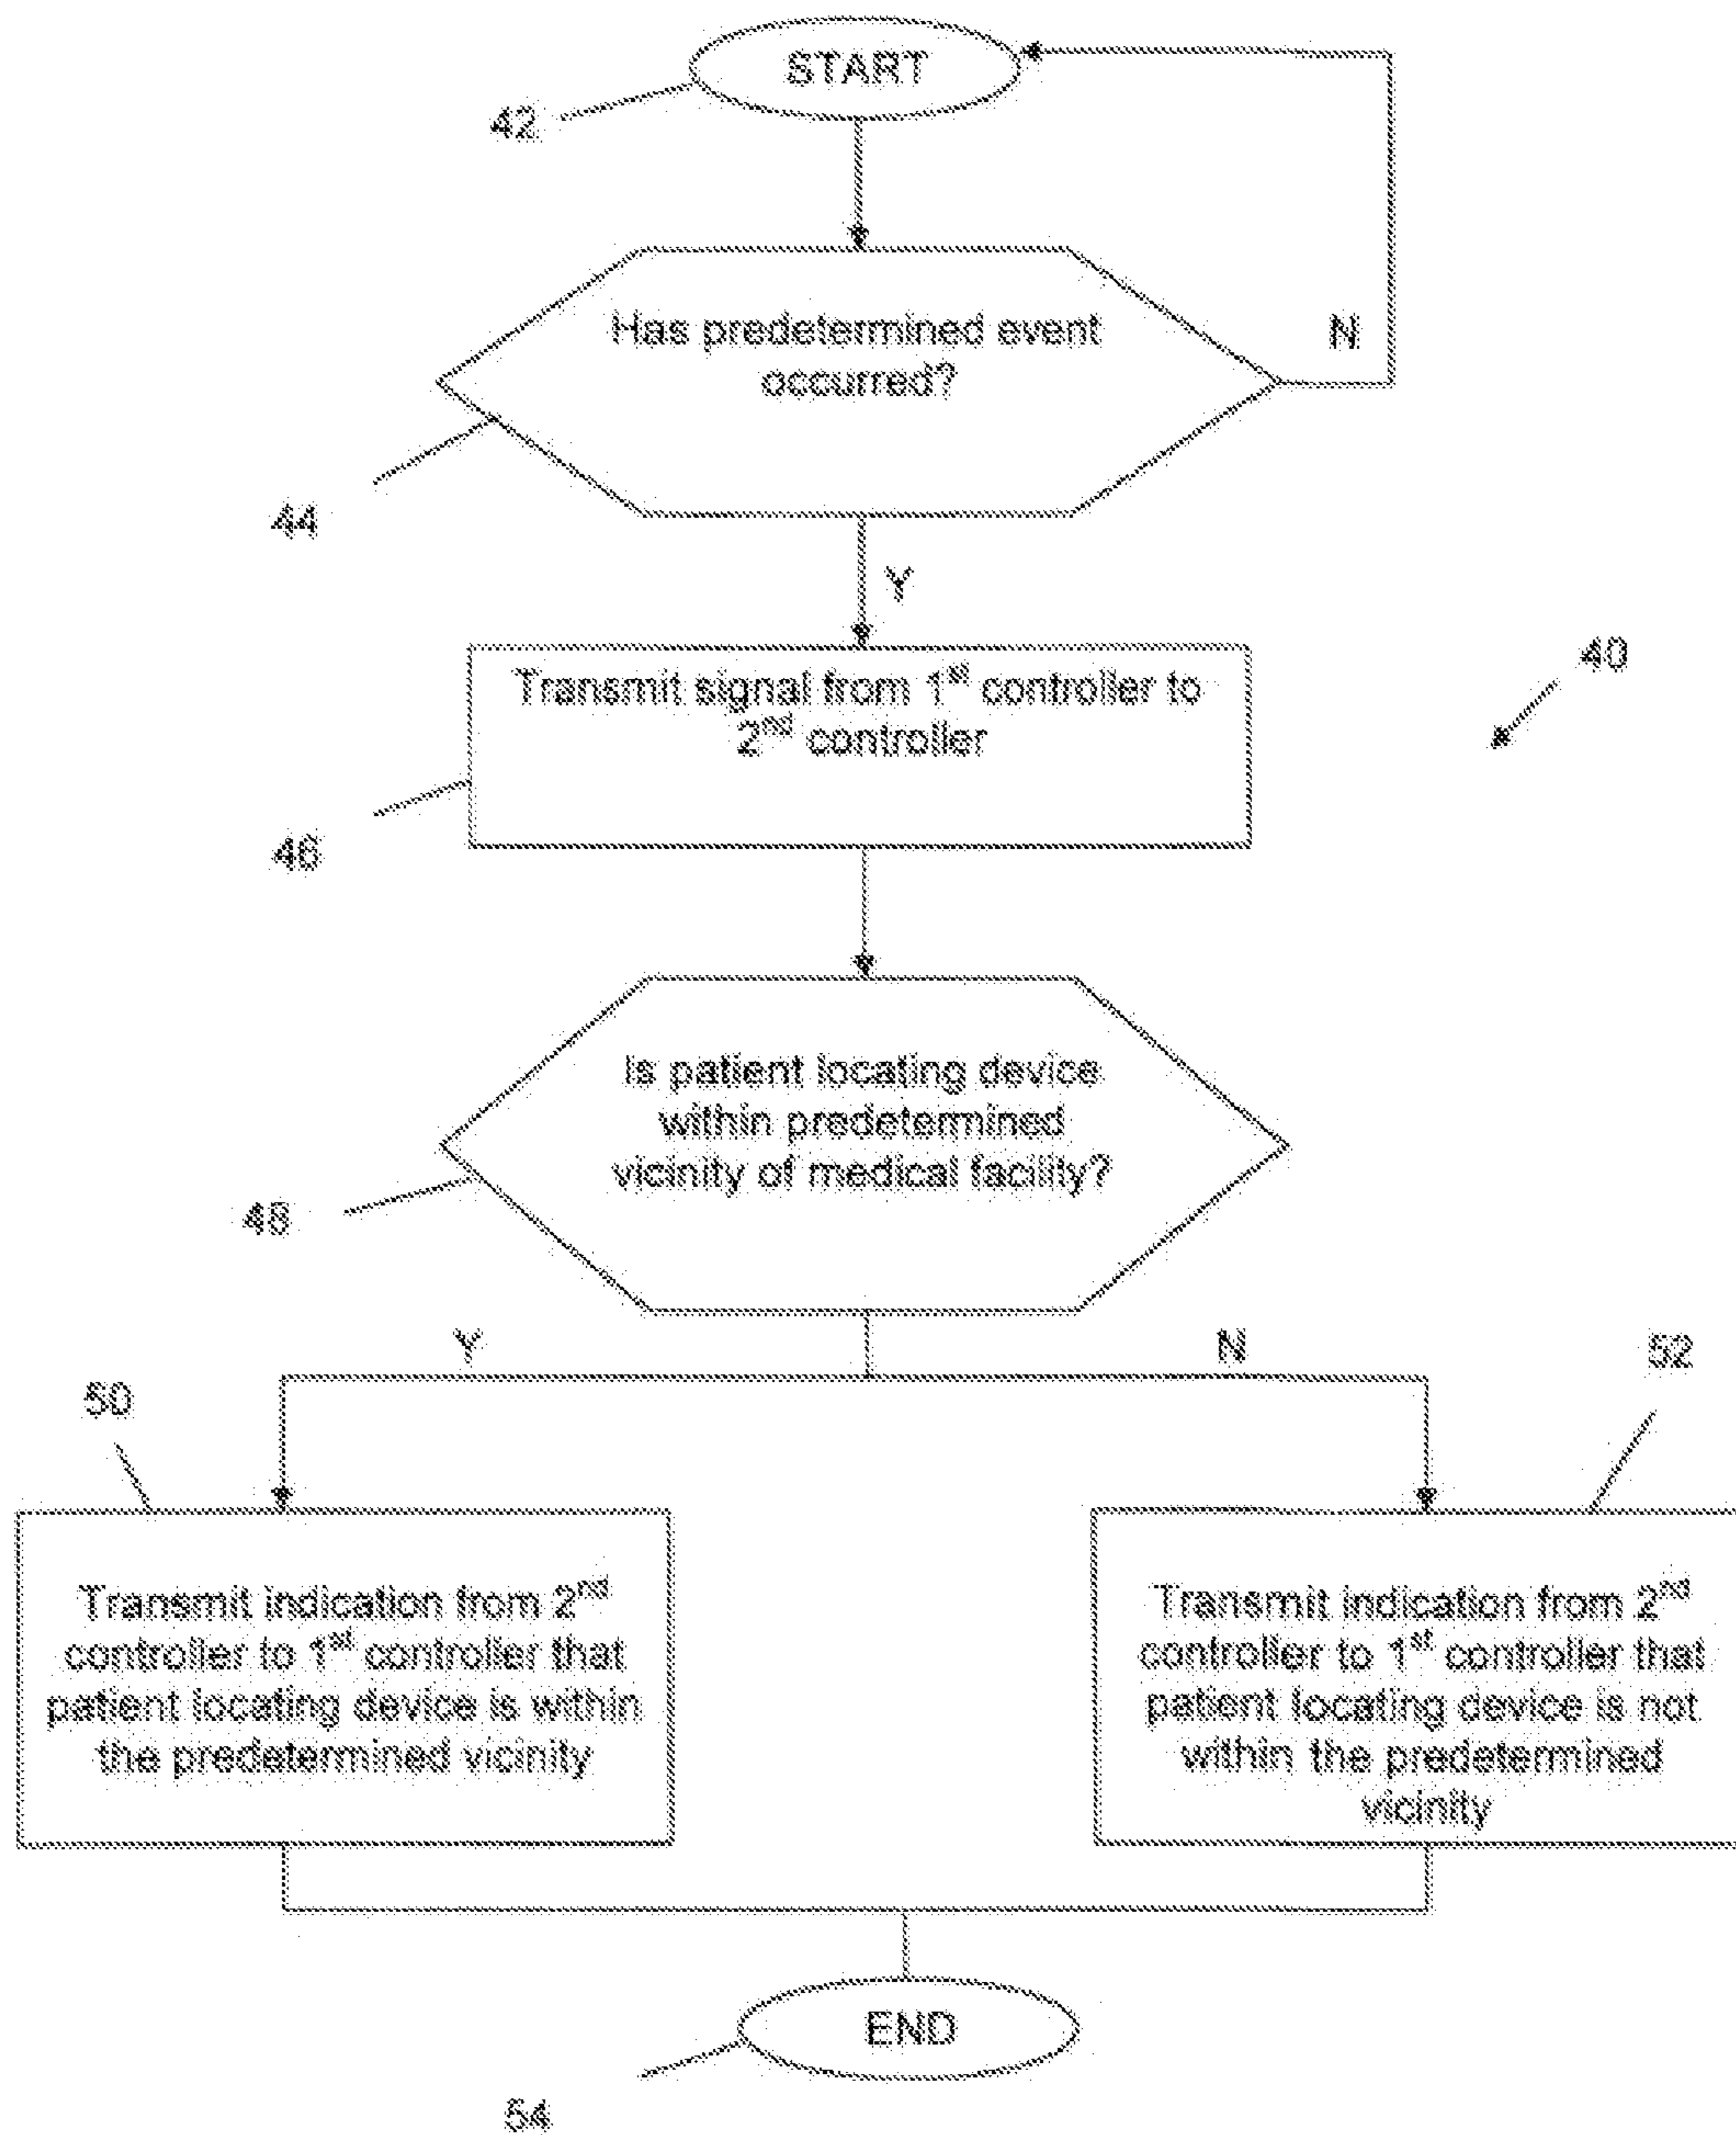 START
42
Has predetermined event
occurred?
N
44
Y
Transmit signal from 1st controller to
2nd controller
40
46
Is patient locating device
within predetermined
vicinity of medical facility?
48
Y
N
52
50
Transmit indication from 2nd
controller to 1st controller that
patient locating device is within
the predetermined vicinity
Transmit indication from 2nd
controller to 1st controller that
patient locating device is not
within the predetermined
vicinity
END
54